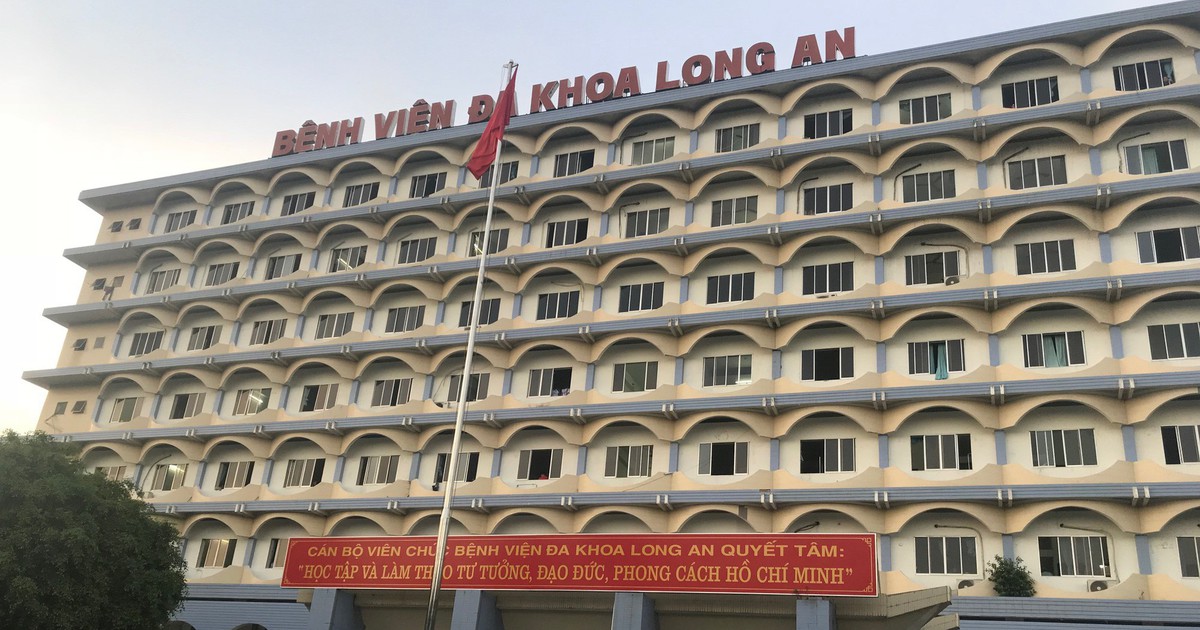 BỆNH VIỆN ĐA KHOA LONG AN
CÁN BỘ VIÊN CHỨC BỆNH VIỆN ĐA KHOA LONG AN QUYẾT TÂM:
"HỌC TẬP VÀ LÀM THEO TƯ TƯỞNG, ĐẠO ĐỨC, PHONG CÁCH HỒ CHÍ MINH"